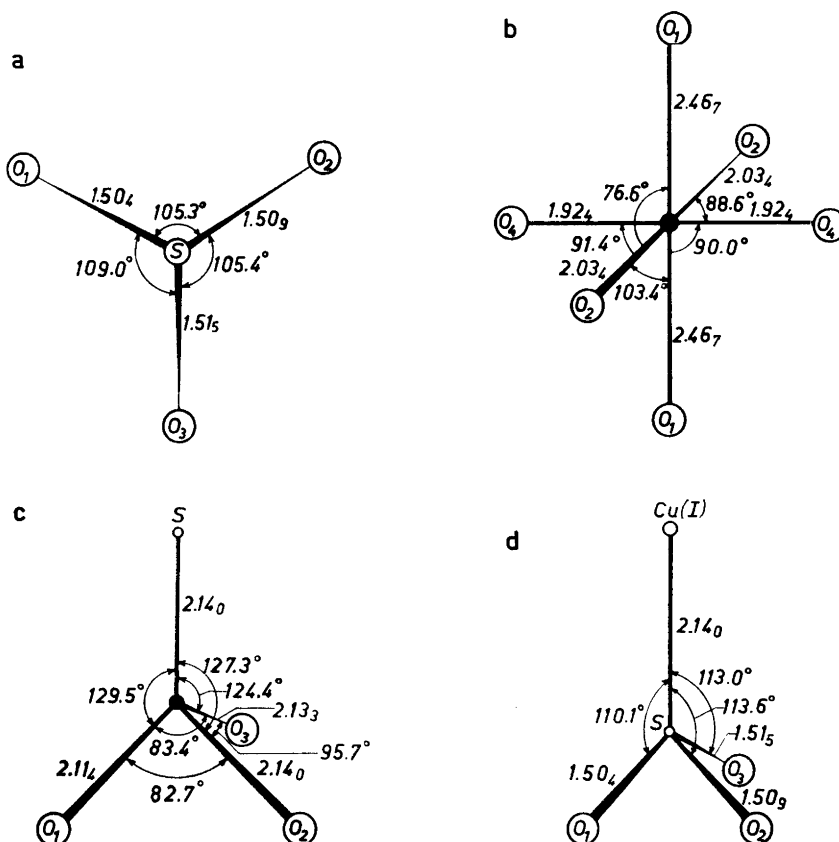 a
O₁
O₂
1.50₄
105.3°
1.50₉
S
109.0°
105.4°
1.51₅
O₃
b
O₁
2.46₇
O₂
76.6°
2.03₄
88.6°
1.92₄
1.92₄
O₄
O₄
91.4°
90.0°
2.03₄
103.4°
O₂
2.46₇
O₁
c
S
2.14₀
127.3°
129.5°
124.4°
2.13₃
O₃
83.4°
95.7°
2.11₄
2.14₀
82.7°
O₁
O₂
d
Cu(I)
2.14₀
113.0°
110.1°
113.6°
S
1.51₅
O₃
1.50₄
1.50₉
O₁
O₂